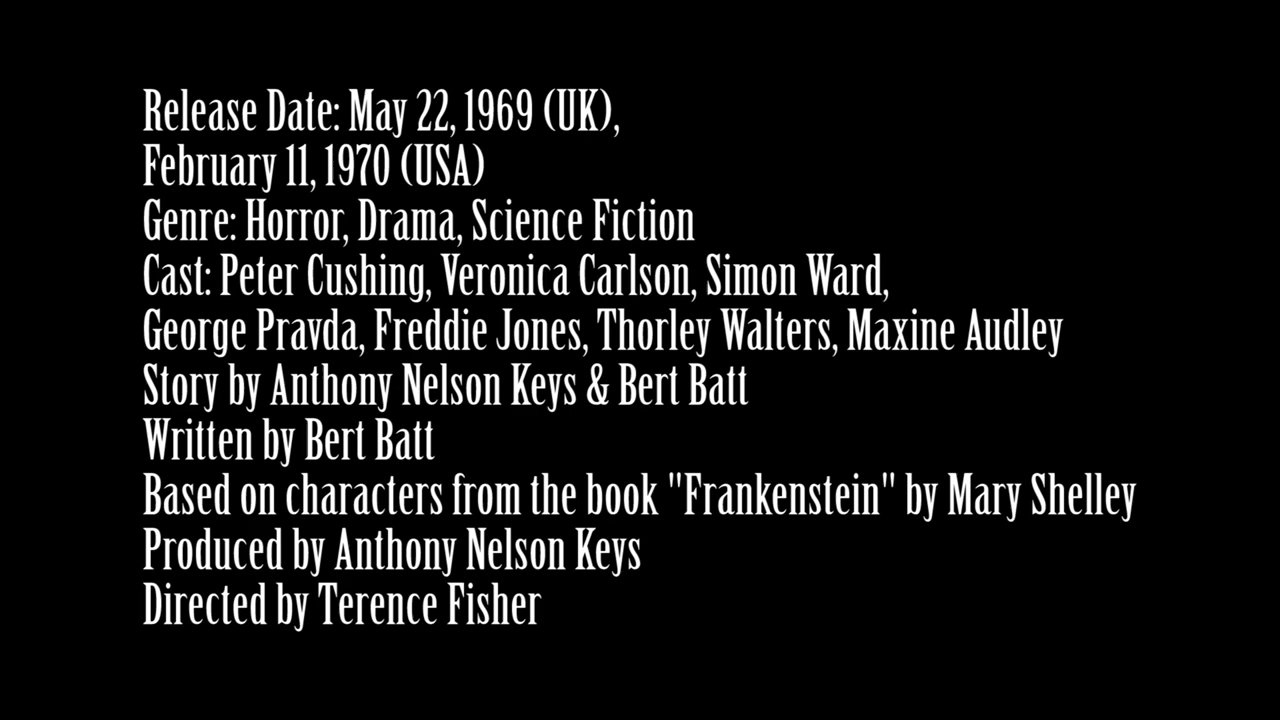 Release Date: May 22, 1969 (UK),
February 11, 1970 (USA)
Genre: Horror, Drama, Science Fiction
Cast: Peter Cushing, Veronica Carlson, Simon Ward,
George Pravda, Freddie Jones, Thorley Walters, Maxine Audley
Story by Anthony Nelson Keys & Bert Batt
Written by Bert Batt
Based on characters from the book "Frankenstein" by Mary Shelley
Produced by Anthony Nelson Keys
Directed by Terence Fisher